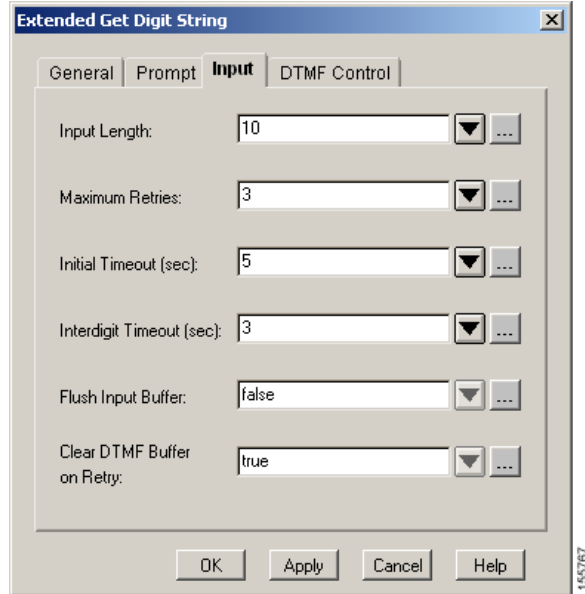 Extended Get Digit String
General Prompt Input DTMF Control
Input Length: 10 ...
Maximum Retries: 3 ...
Initial Timeout (sec): 5 ...
Interdigit Timeout (sec): 3 ...
Flush Input Buffer: false ...
Clear DTMF Buffer
on Retry: true ...
OK Apply Cancel Help
155767